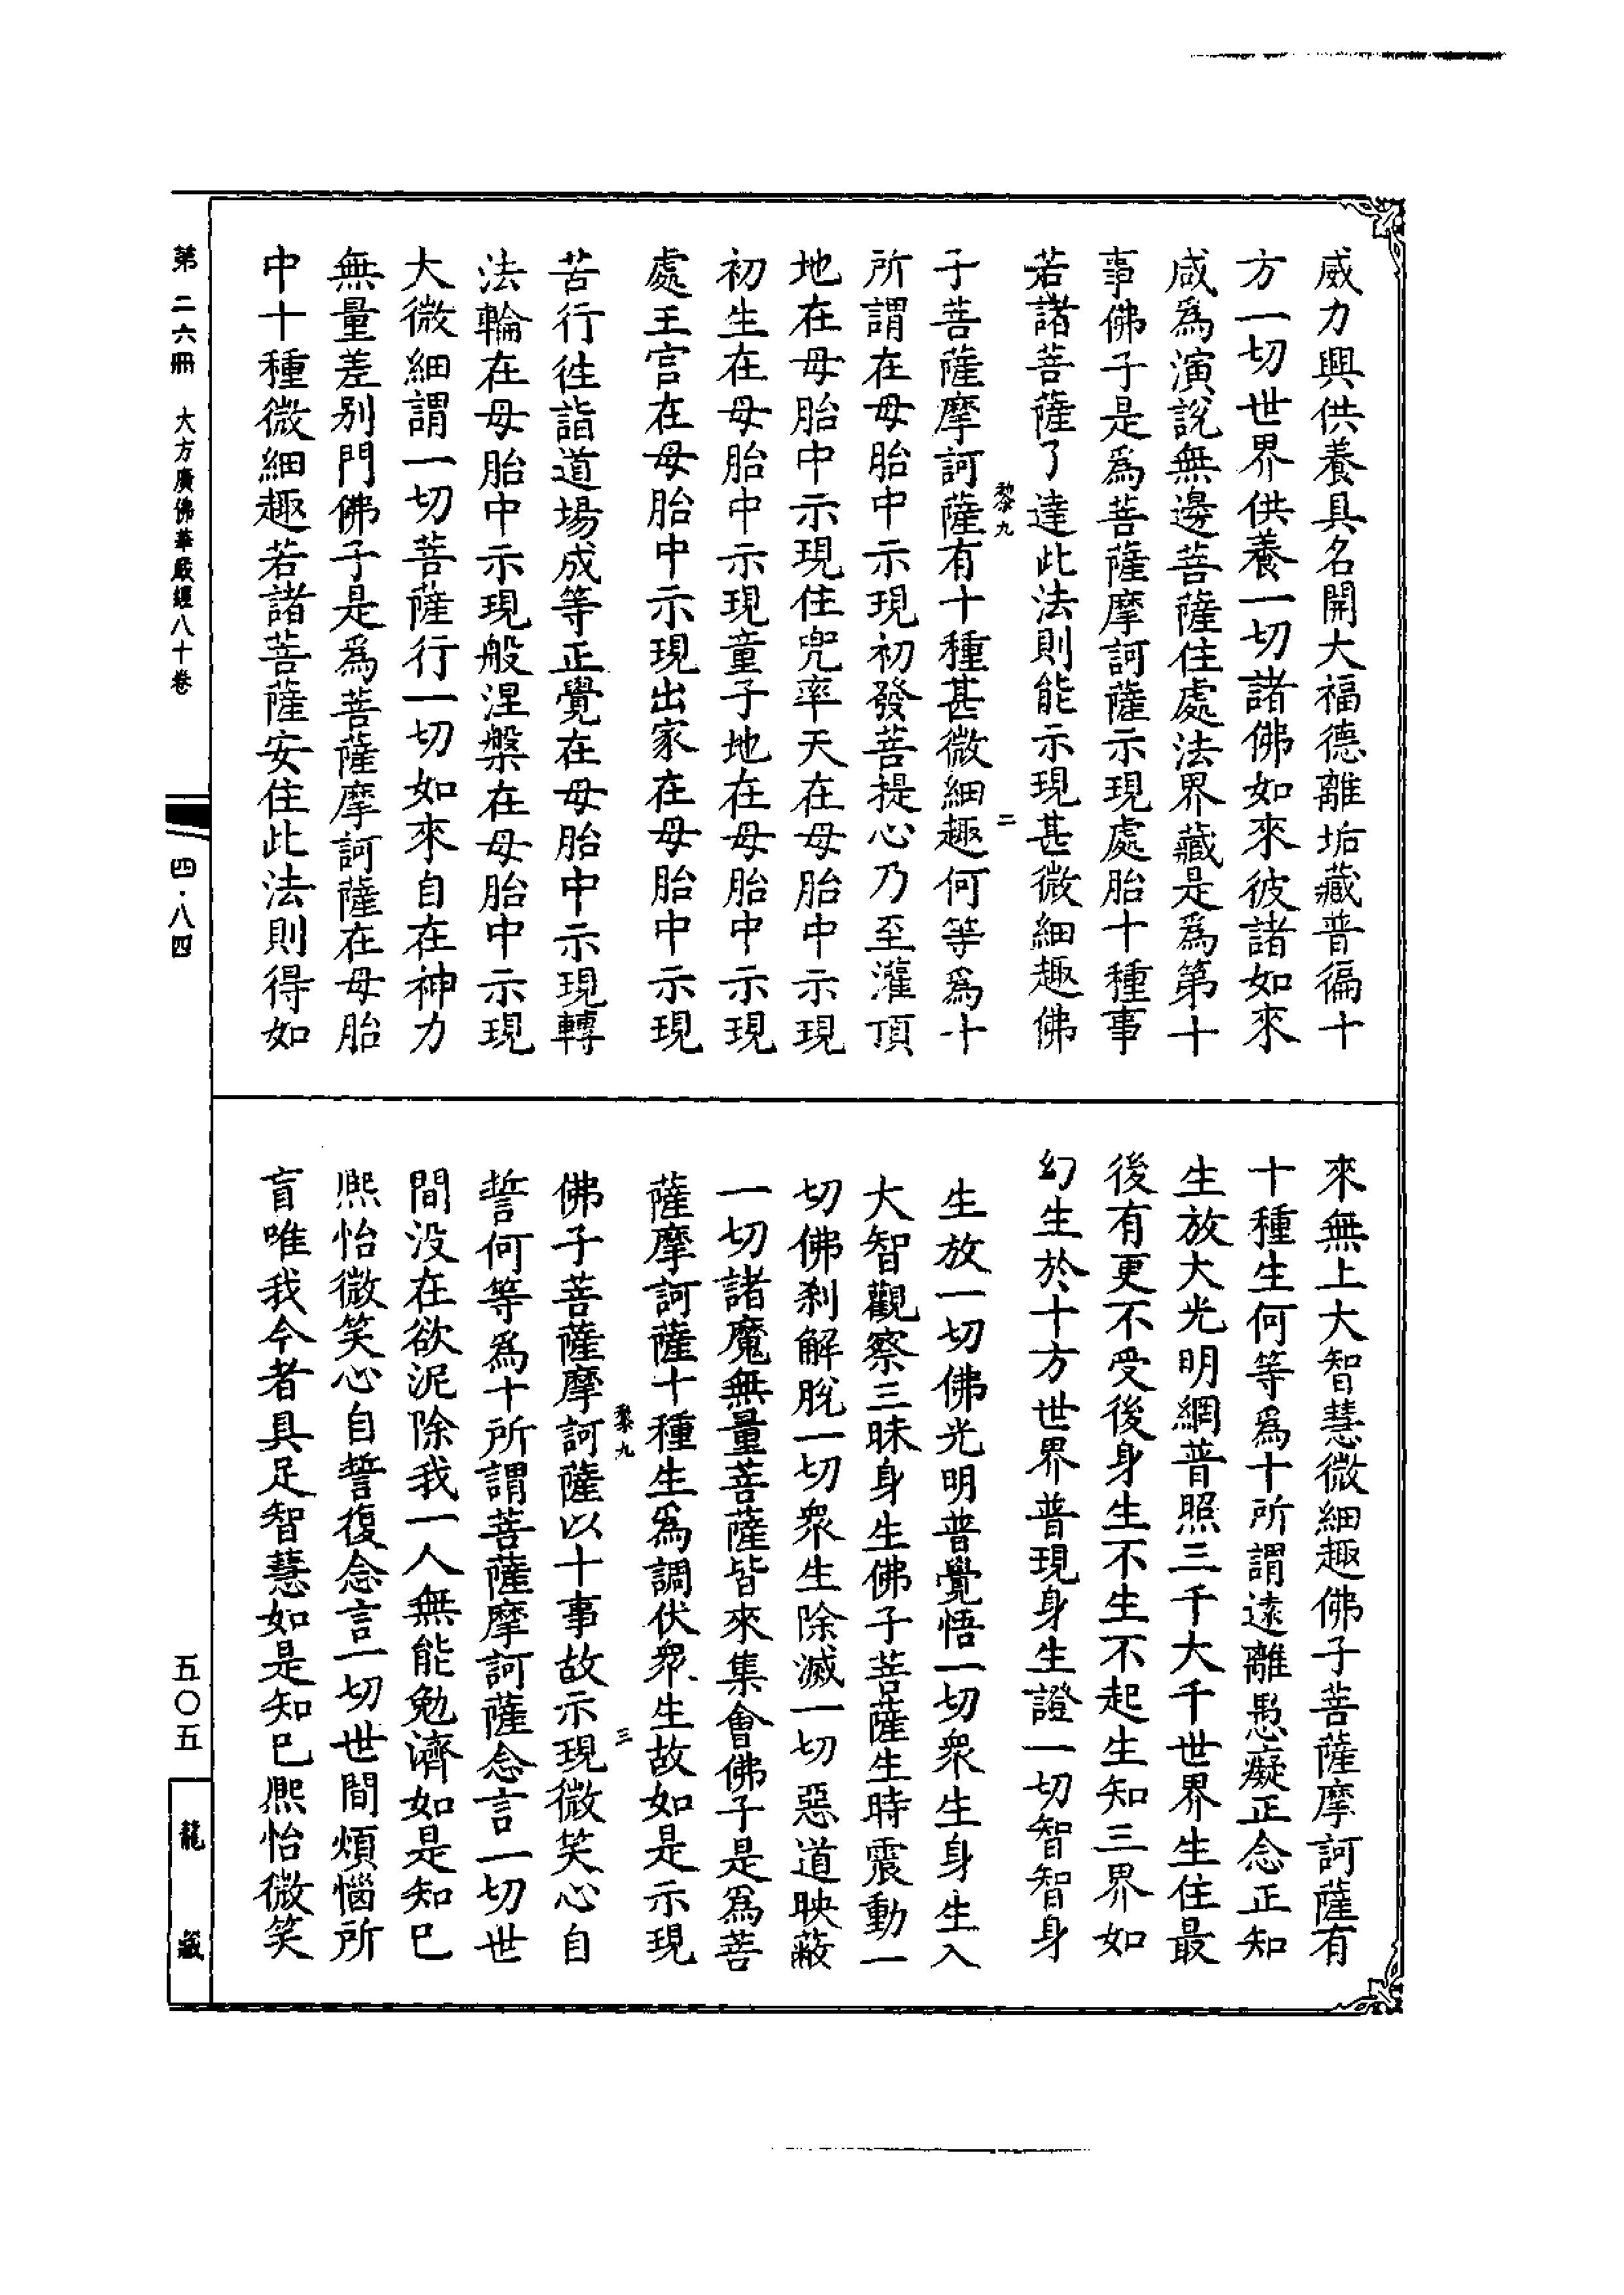 威力興供養具名開大福德離垢藏普徧十
方一切世界供養一切諸佛如來彼諸如來
咸爲演說無邊菩薩住處法界藏是爲第十
事佛子是爲菩薩摩訶薩示現處胎十種事
若諸菩薩了達此法則能示現甚微細趣佛
黎九
二
子菩薩摩訶薩有十種甚微細趣何等爲十
所謂在母胎中示現初發菩提心乃至灌頂
地在母胎中示現住兜率天在母胎中示現
初生在母胎中示現童子地在母胎中示現
處王宮在母胎中示現出家在母胎中示現
苦行往詣道場成等正覺在母胎中示現轉
法輪在母胎中示現般涅槃在母胎中示現
大微細謂一切菩薩行一切如來自在神力
無量差别門佛子是爲菩薩摩訶薩在母胎
中十種微細趣若諸菩薩安住此法則得如
來無上大智慧微細趣佛子菩薩摩訶薩有
十種生何等爲十所謂遠離愚癡正念正知
生放大光明網普照三千大千世界生住最
後有更不受後身生不生不起生知三界如
幻生於十方世界普現身生證一切智智身
生放一切佛光明普覺悟一切衆生身生入
大智觀察三昧身生佛子菩薩生時震動一
切佛刹解脫一切衆生除滅一切惡道映蔽
一切諸魔無量菩薩皆來集會佛子是爲菩
薩摩訶薩十種生爲調伏衆生故如是示現
黎九
三
佛子菩薩摩訶薩以十事故示現微笑心自
誓何等爲十所謂菩薩摩訶薩念言一切世
間没在欲泥除我一人無能勉濟如是知已
熙怡微笑心自誓復念言一切世間煩惱所
盲唯我今者具足智慧如是知已熙怡微笑
第二六冊 大方廣佛華嚴經八十卷
四·八四
五〇五
龍藏